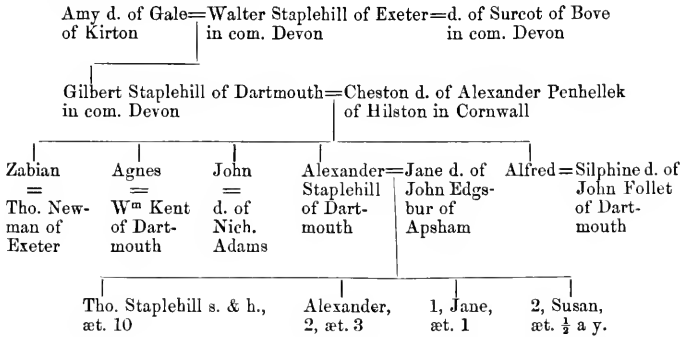 Amy d. of Gale=Walter Staplehill of Exeter=d. of Surcot of Bove
of Kirton in com. Devon in com. Devon
Gilbert Staplehill of Dartmouth=Cheston d. of Alexander Penhellek
in com. Devon of Hilston in Cornwall
Zabian Agnes John Alexander=Jane d. of Alfred=Silphine d. of
= = = Staplehill John Edgs- John Follet
Tho. New- Wm Kent d. of of Dart- bur of of Dart-
man of of Dart- Nich. mouth Apsham mouth
Exeter mouth Adams
Tho. Staplehill s. & h., Alexander, 1, Jane, 2, Susan,
æt. 10 2, æt. 3 æt. 1 æt. ½ a y.